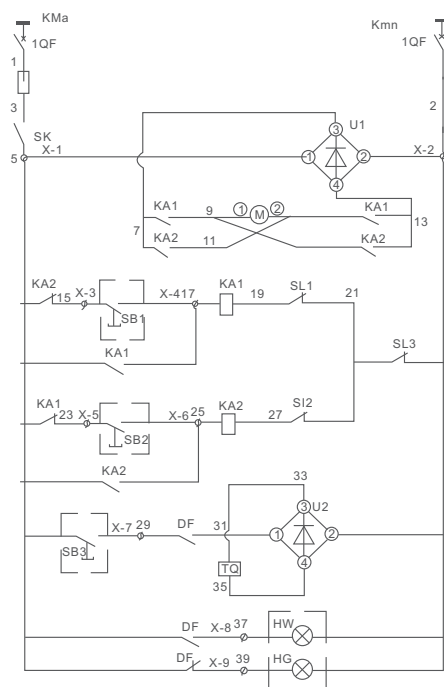 KMa
Kmn
1QF
1QF
1
3
2
SK
3
U1
5
X-1
1
2
X-2
4
KA1
9
1
M
2
KA1
7
13
KA2
11
KA2
KA2
15
X-3
X-417
KA1
19
SL1
21
SB1
KA1
SL3
KA1
23
X-5
X-6
25
KA2
27
SI2
SB2
KA2
33
3
U2
X-7
29
DF
31
1
2
SB3
TQ
4
35
DF
X-8
37
HW
DF
X-9
39
HG